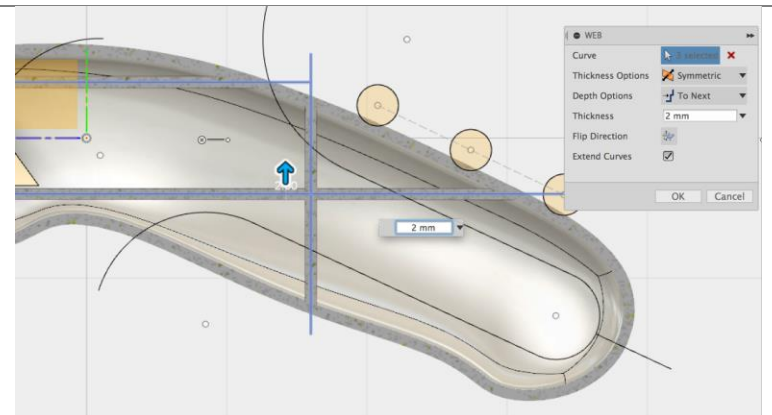 WEB
Curve
3 selected
Thickness Options
Symmetric
Depth Options
To Next
Thickness
2 mm
Flip Direction
Extend Curves
OK
Cancel
2 mm